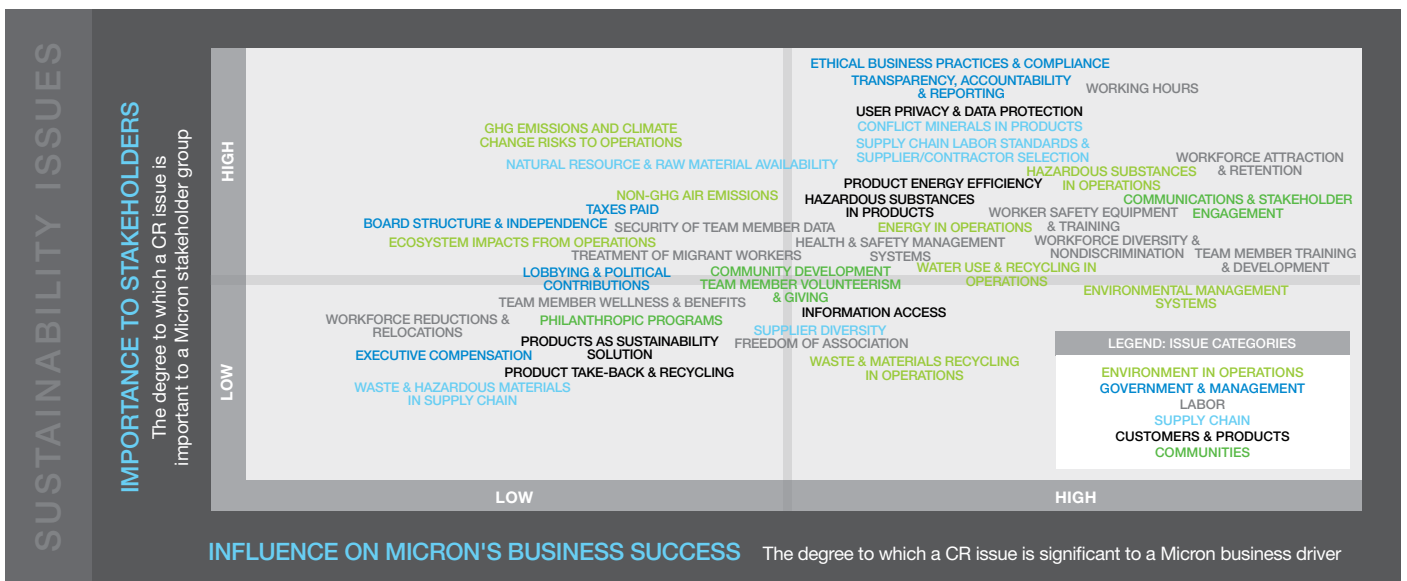 SUSTAINABILITY ISSUES
IMPORTANCE TO STAKEHOLDERS
The degree to which a CR issue is
important to a Micron stakeholder group
HIGH
LOW
ETHICAL BUSINESS PRACTICES & COMPLIANCE
TRANSPARENCY, ACCOUNTABILITY
& REPORTING
WORKING HOURS
USER PRIVACY & DATA PROTECTION
CONFLICT MINERALS IN PRODUCTS
GHG EMISSIONS AND CLIMATE
CHANGE RISKS TO OPERATIONS
SUPPLY CHAIN LABOR STANDARDS &
SUPPLIER/CONTRACTOR SELECTION
NATURAL RESOURCE & RAW MATERIAL AVAILABILITY
WORKFORCE ATTRACTION
& RETENTION
HAZARDOUS SUBSTANCES
IN OPERATIONS
PRODUCT ENERGY EFFICIENCY
NON-GHG AIR EMISSIONS
HAZARDOUS SUBSTANCES
IN PRODUCTS
COMMUNICATIONS & STAKEHOLDER
ENGAGEMENT
TAXES PAID
WORKER SAFETY EQUIPMENT
& TRAINING
BOARD STRUCTURE & INDEPENDENCE
SECURITY OF TEAM MEMBER DATA
ENERGY IN OPERATIONS
ECOSYSTEM IMPACTS FROM OPERATIONS
HEALTH & SAFETY MANAGEMENT
SYSTEMS
WORKFORCE DIVERSITY &
NONDISCRIMINATION
TREATMENT OF MIGRANT WORKERS
TEAM MEMBER TRAINING
& DEVELOPMENT
LOBBYING & POLITICAL
CONTRIBUTIONS
COMMUNITY DEVELOPMENT
WATER USE & RECYCLING IN
OPERATIONS
TEAM MEMBER VOLUNTEERISM
& GIVING
ENVIRONMENTAL MANAGEMENT
SYSTEMS
TEAM MEMBER WELLNESS & BENEFITS
INFORMATION ACCESS
WORKFORCE REDUCTIONS &
RELOCATIONS
PHILANTHROPIC PROGRAMS
SUPPLIER DIVERSITY
PRODUCTS AS SUSTAINABILITY
SOLUTION
FREEDOM OF ASSOCIATION
EXECUTIVE COMPENSATION
WASTE & MATERIALS RECYCLING
IN OPERATIONS
PRODUCT TAKE-BACK & RECYCLING
WASTE & HAZARDOUS MATERIALS
IN SUPPLY CHAIN
LEGEND: ISSUE CATEGORIES
ENVIRONMENT IN OPERATIONS
GOVERNMENT & MANAGEMENT
LABOR
SUPPLY CHAIN
CUSTOMERS & PRODUCTS
COMMUNITIES
LOW
HIGH
INFLUENCE ON MICRON'S BUSINESS SUCCESS The degree to which a CR issue is significant to a Micron business driver